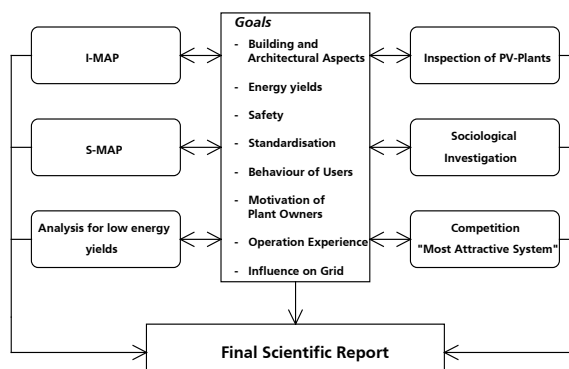 I-MAP
S-MAP
Analysis for low energy
yields
Goals
- Building and
Architectural Aspects
- Energy yields
- Safety
- Standardisation
- Behaviour of Users
- Motivation of
Plant Owners
- Operation Experience
- Influence on Grid
Inspection of PV-Plants
Sociological
Investigation
Competition
"Most Attractive System"
Final Scientific Report